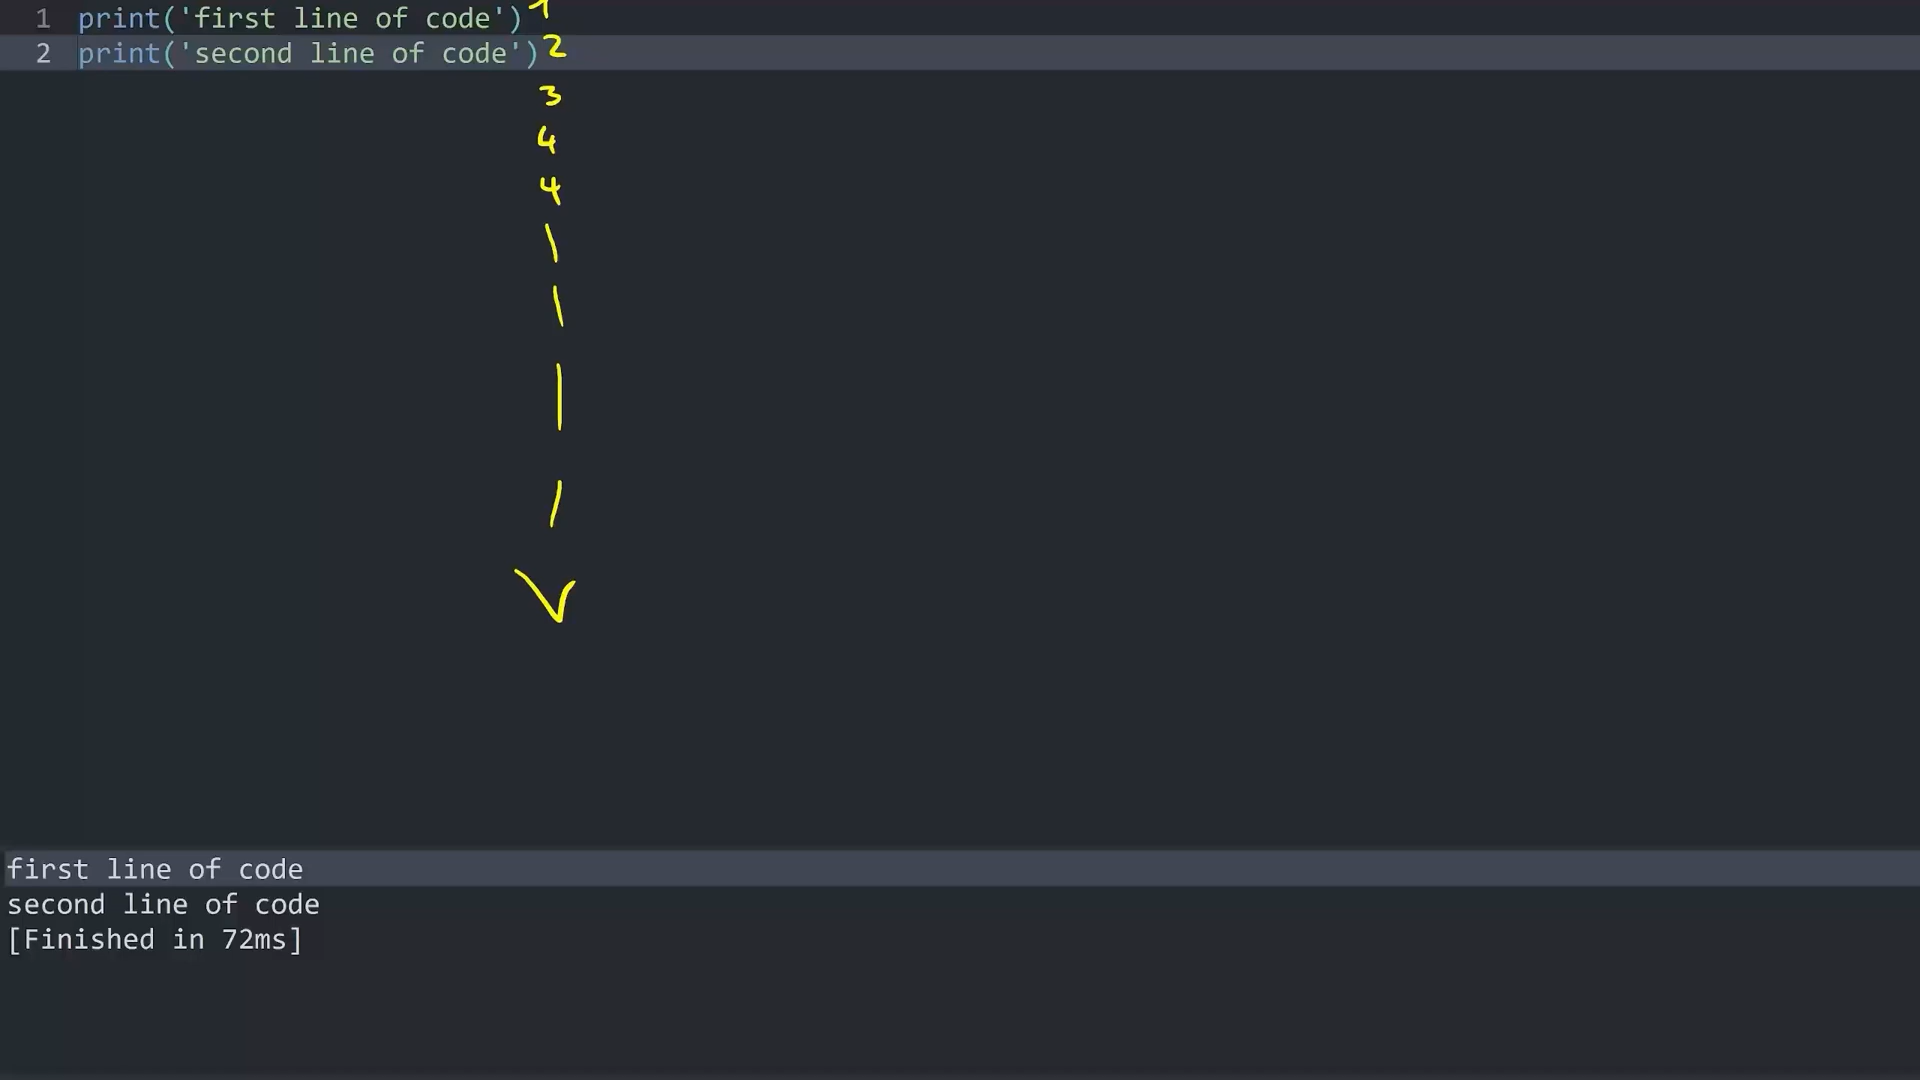 1 print('first line of code') 1
2 print('second line of code') 2
3
4
4
first line of code
second line of code
[Finished in 72ms]